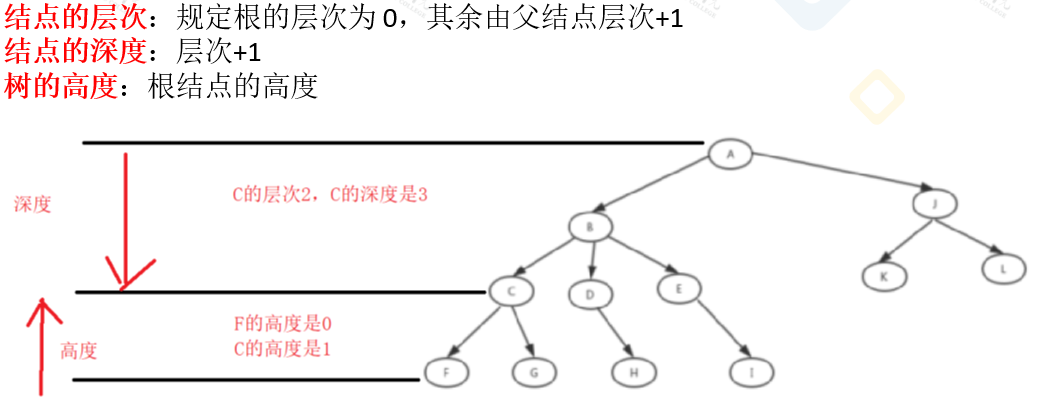 结点的层次：规定根的层次为 0，其余由父结点层次+1
结点的深度：层次+1
树的高度：根结点的高度
A
深度
C的层次2，C的深度是3
J
B
K
L
C
D
E
F的高度是0
高度
C的高度是1
F
G
H
I